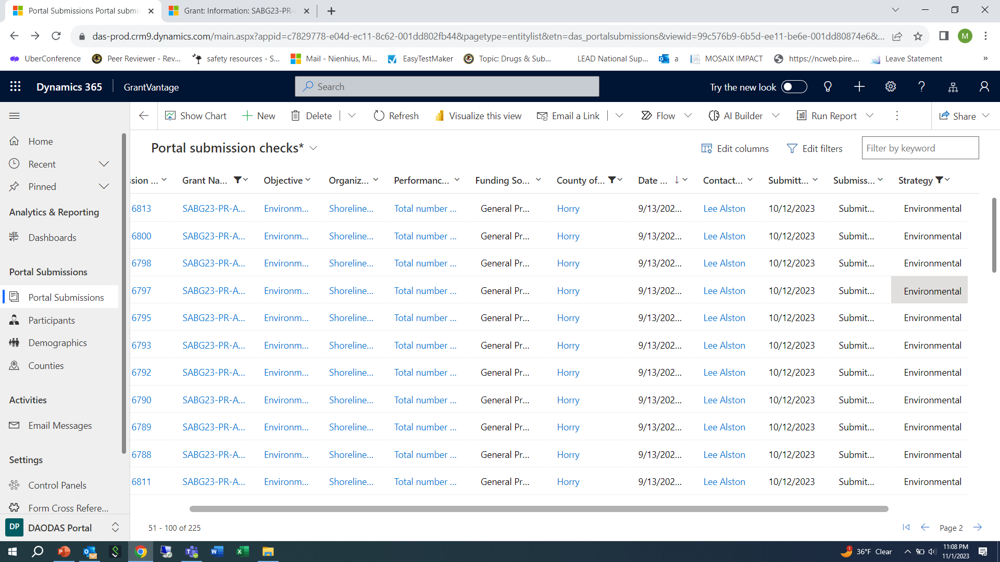 Portal Submissions Portal submi
Grant: Information: SABG23-PR-
das-prod.crm9.dynamics.com/main.aspx?appid=c7829778-e04d-ec11-8c62-001dd802fb44&pagetype=entitylist&etn=das_portalsubmissions&viewid=99c576b9-6b5d-ee11-be6e-001dd80874e6&... M
UberConference Peer Reviewer - Rev... safety resources - S... Mail - Nienhius, Mi... EasyTestMaker Topic: Drugs & Sub... LEAD National Sup... a MOSAIX IMPACT https://ncweb.pire.... Leave Statement »
Dynamics 365 GrantVantage Search Try the new look
Show Chart New Delete Refresh Visualize this view Email a Link Flow AI Builder Run Report Share
Home
Recent
Pinned
Analytics & Reporting
Dashboards
Portal Submissions
Portal Submissions
Participants
Demographics
Counties
Activities
Email Messages
Settings
Control Panels
Form Cross Refere...
DP DAODAS Portal
Portal submission checks* Edit columns Edit filters Filter by keyword
sion ... Grant Na... Objective Organiz... Performanc... Funding So... County of... Date ... Contact... Submitt... Submiss... Strategy
6813 SABG23-PR-A... Environm... Shoreline... Total number ... General Pr... Horry 9/13/202... Lee Alston 10/12/2023 Submit... Environmental
6800 SABG23-PR-A... Environm... Shoreline... Total number ... General Pr... Horry 9/13/202... Lee Alston 10/12/2023 Submit... Environmental
6798 SABG23-PR-A... Environm... Shoreline... Total number ... General Pr... Horry 9/13/202... Lee Alston 10/12/2023 Submit... Environmental
6797 SABG23-PR-A... Environm... Shoreline... Total number ... General Pr... Horry 9/13/202... Lee Alston 10/12/2023 Submit... Environmental
6795 SABG23-PR-A... Environm... Shoreline... Total number ... General Pr... Horry 9/13/202... Lee Alston 10/12/2023 Submit... Environmental
6793 SABG23-PR-A... Environm... Shoreline... Total number ... General Pr... Horry 9/13/202... Lee Alston 10/12/2023 Submit... Environmental
6792 SABG23-PR-A... Environm... Shoreline... Total number ... General Pr... Horry 9/13/202... Lee Alston 10/12/2023 Submit... Environmental
6790 SABG23-PR-A... Environm... Shoreline... Total number ... General Pr... Horry 9/13/202... Lee Alston 10/12/2023 Submit... Environmental
6789 SABG23-PR-A... Environm... Shoreline... Total number ... General Pr... Horry 9/13/202... Lee Alston 10/12/2023 Submit... Environmental
6788 SABG23-PR-A... Environm... Shoreline... Total number ... General Pr... Horry 9/13/202... Lee Alston 10/12/2023 Submit... Environmental
6811 SABG23-PR-A... Environm... Shoreline... Total number ... General Pr... Horry 9/13/202... Lee Alston 10/12/2023 Submit... Environmental
51 - 100 of 225 Page 2
1 36°F Clear 11:08 PM
11/1/2023